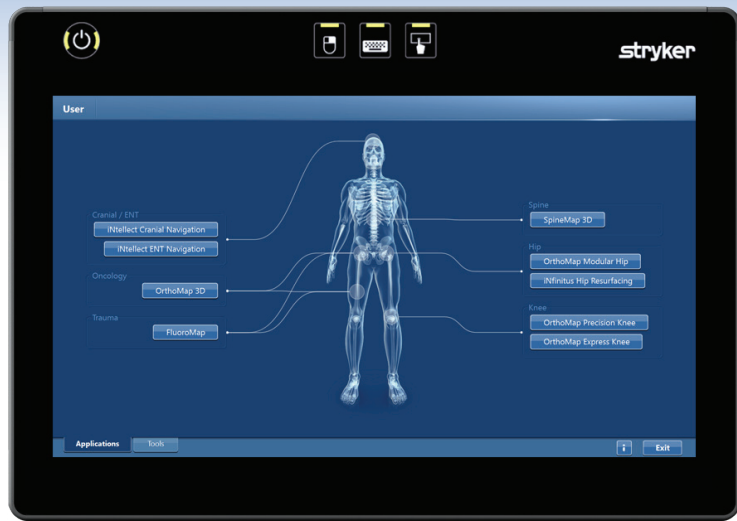 stryker
User
Cranial / ENT
iNtellect Cranial Navigation
iNtellect ENT Navigation
Oncology
OrthoMap 3D
Trauma
FluoroMap
Spine
SpineMap 3D
Hip
OrthoMap Modular Hip
iNfinitus Hip Resurfacing
Knee
OrthoMap Precision Knee
OrthoMap Express Knee
Applications
Tools
i
Exit